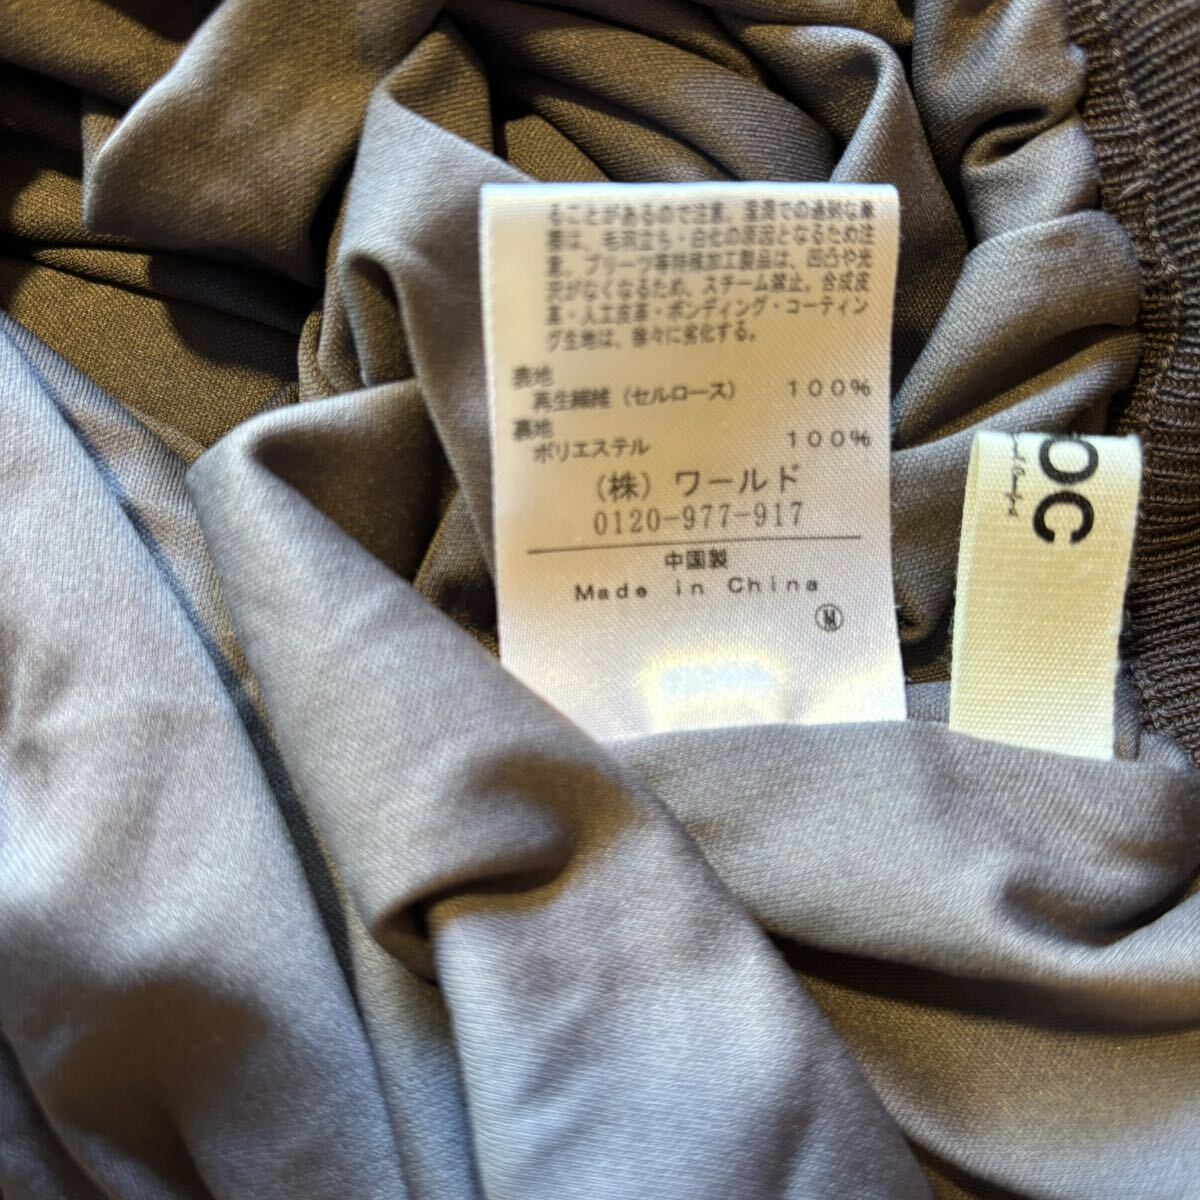 ることがあるので注意。湿潤での過剰な摩
擦は、毛羽立ち・白化の原因となるため注
意。プリーツ等特殊加工製品は、凹凸や光
沢がなくなるため、スチーム禁止。合成皮
革・人工皮革・ボンディング・コーティン
グ生地は、徐々に劣化する。
表地
再生繊維（セルロース） 100%
裏地
ポリエステル 100%
（株）ワールド
0120-977-917
中国製
Made in China
M
OC